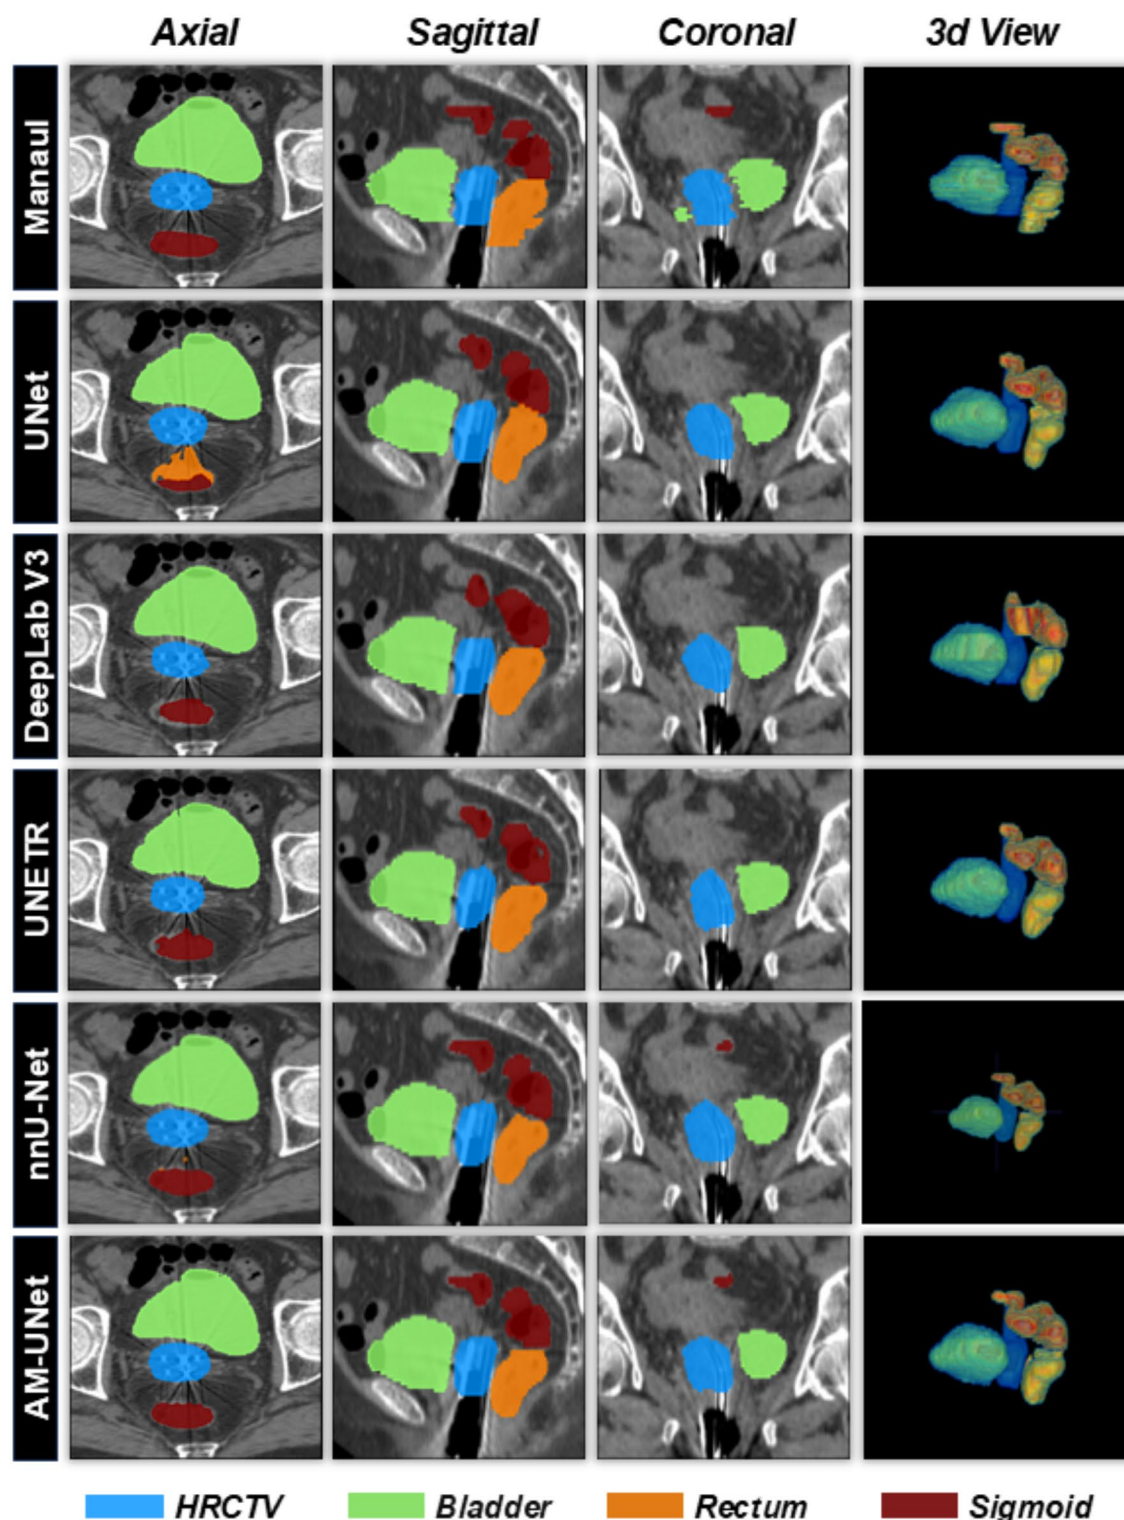 Axial Sagittal Coronal 3d View
Manaul
UNet
DeepLab V3
UNETR
nnU-Net
AM-UNet
HRCTV Bladder Rectum Sigmoid